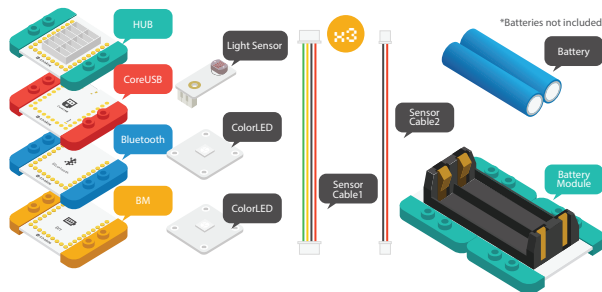 HUB
CoreUSB
Bluetooth
BM
Light Sensor
ColorLED
ColorLED
x3
Sensor
Cable1
Sensor
Cable2
*Batteries not included
Battery
Battery
Module